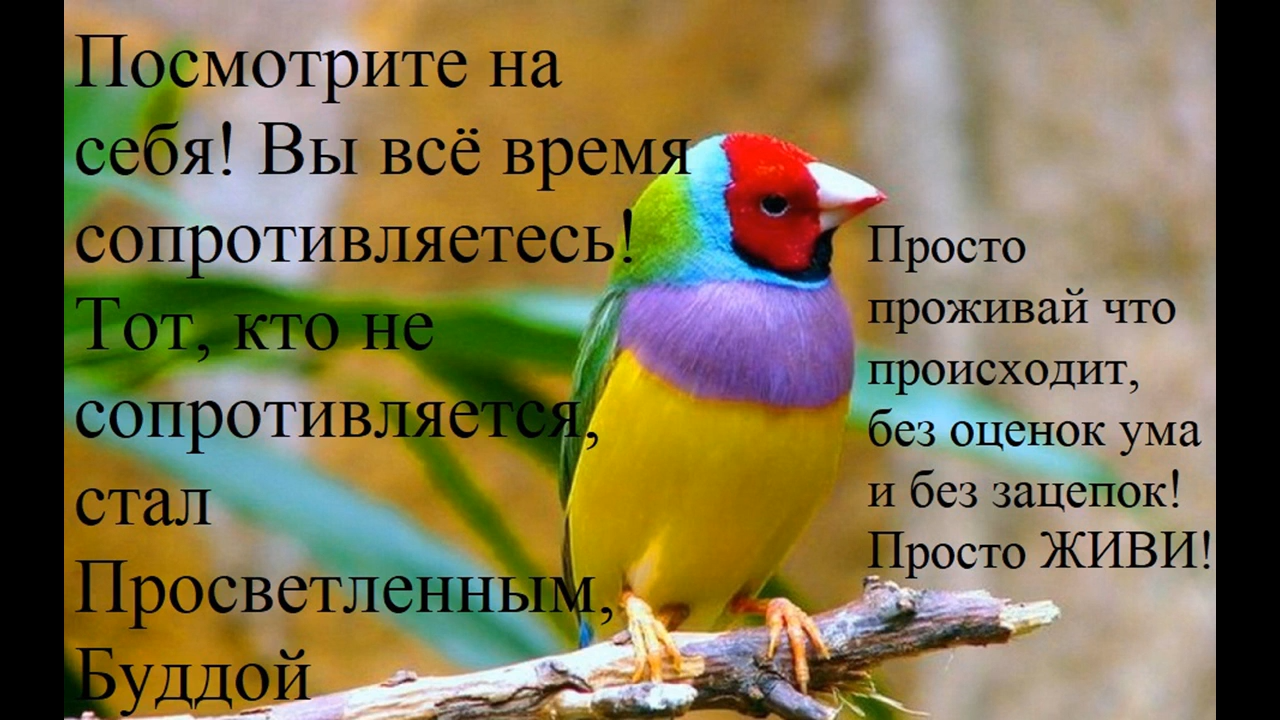 Посмотрите на
себя! Вы всё время
сопротивляетесь!
Тот, кто не
сопротивляется,
стал
Просветленным,
Буддой
Просто
проживай что
происходит,
без оценок ума
и без зацепок!
Просто ЖИВИ!